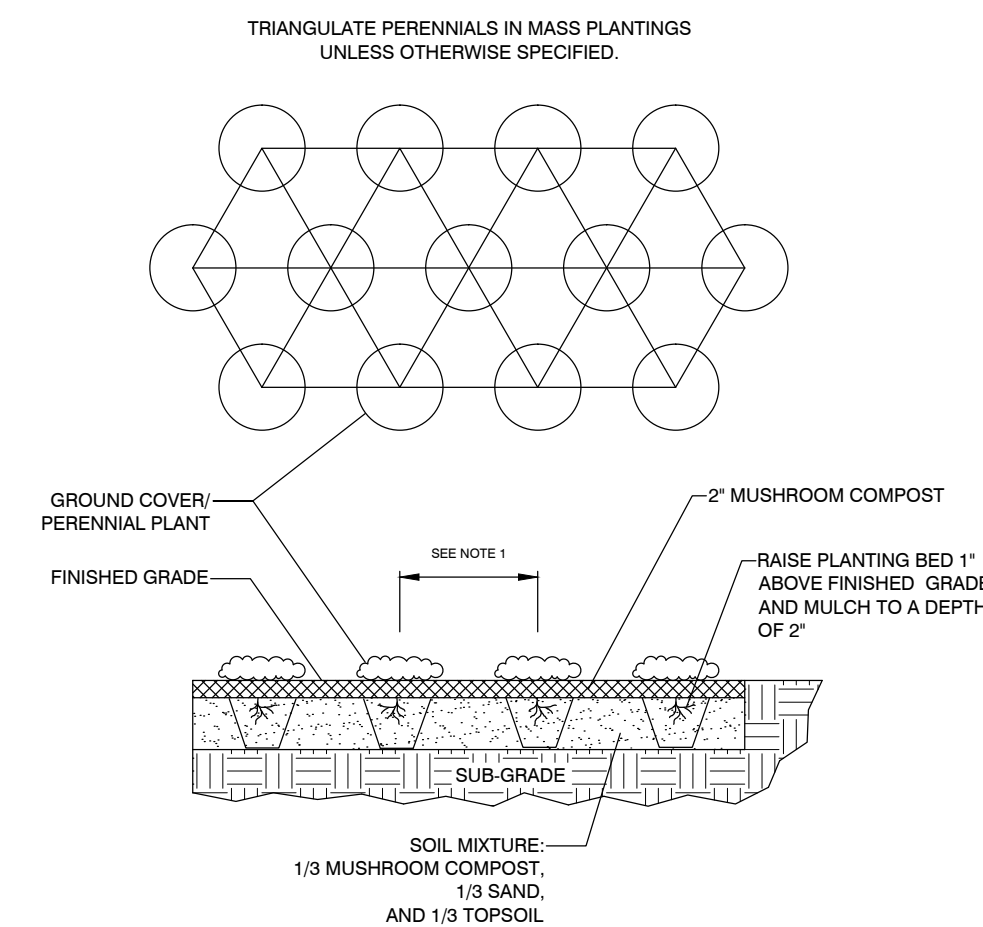 TRIANGULATE PERENNIALS IN MASS PLANTINGS
UNLESS OTHERWISE SPECIFIED.
GROUND COVER/
PERENNIAL PLANT
2" MUSHROOM COMPOST
SEE NOTE 1
FINISHED GRADE
RAISE PLANTING BED 1"
ABOVE FINISHED GRADE
AND MULCH TO A DEPTH
OF 2"
SUB-GRADE
SOIL MIXTURE:
1/3 MUSHROOM COMPOST,
1/3 SAND,
AND 1/3 TOPSOIL